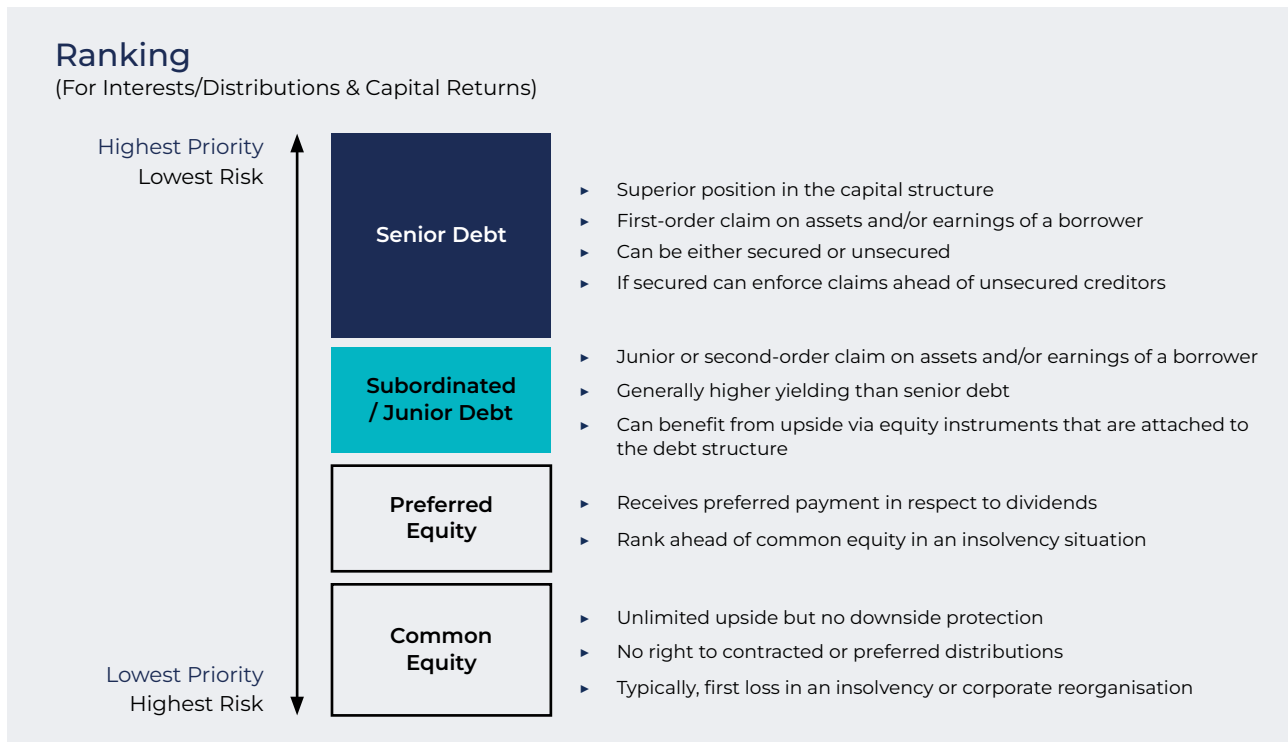 Ranking
(For Interests/Distributions & Capital Returns)
Highest Priority
Lowest Risk
Senior Debt
▸ Superior position in the capital structure
▸ First-order claim on assets and/or earnings of a borrower
▸ Can be either secured or unsecured
▸ If secured can enforce claims ahead of unsecured creditors
Subordinated
/ Junior Debt
▸ Junior or second-order claim on assets and/or earnings of a borrower
▸ Generally higher yielding than senior debt
▸ Can benefit from upside via equity instruments that are attached to
the debt structure
Preferred
Equity
▸ Receives preferred payment in respect to dividends
▸ Rank ahead of common equity in an insolvency situation
Common
Equity
▸ Unlimited upside but no downside protection
▸ No right to contracted or preferred distributions
▸ Typically, first loss in an insolvency or corporate reorganisation
Lowest Priority
Highest Risk